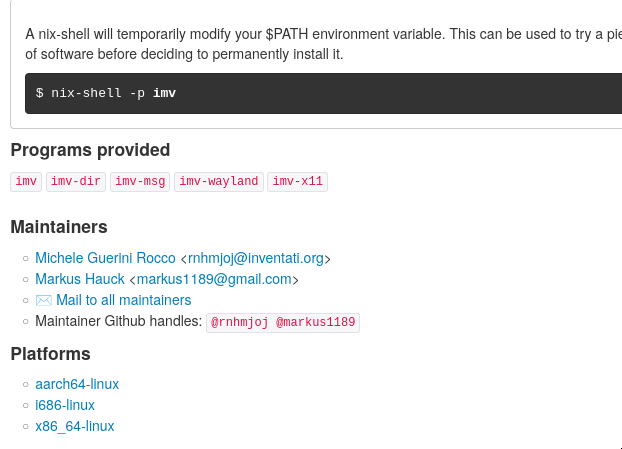 A nix-shell will temporarily modify your $PATH environment variable. This can be used to try a
of software before deciding to permanently install it.
$ nix-shell -p imv
Programs provided
imv imv-dir imv-msg imv-wayland imv-x11
Maintainers
Michele Guerini Rocco <rnhmjoj@inventati.org>
Markus Hauck <markus1189@gmail.com>
✉️ Mail to all maintainers
Maintainer Github handles: @rnhmjoj @markus1189
Platforms
aarch64-linux
i686-linux
x86_64-linux